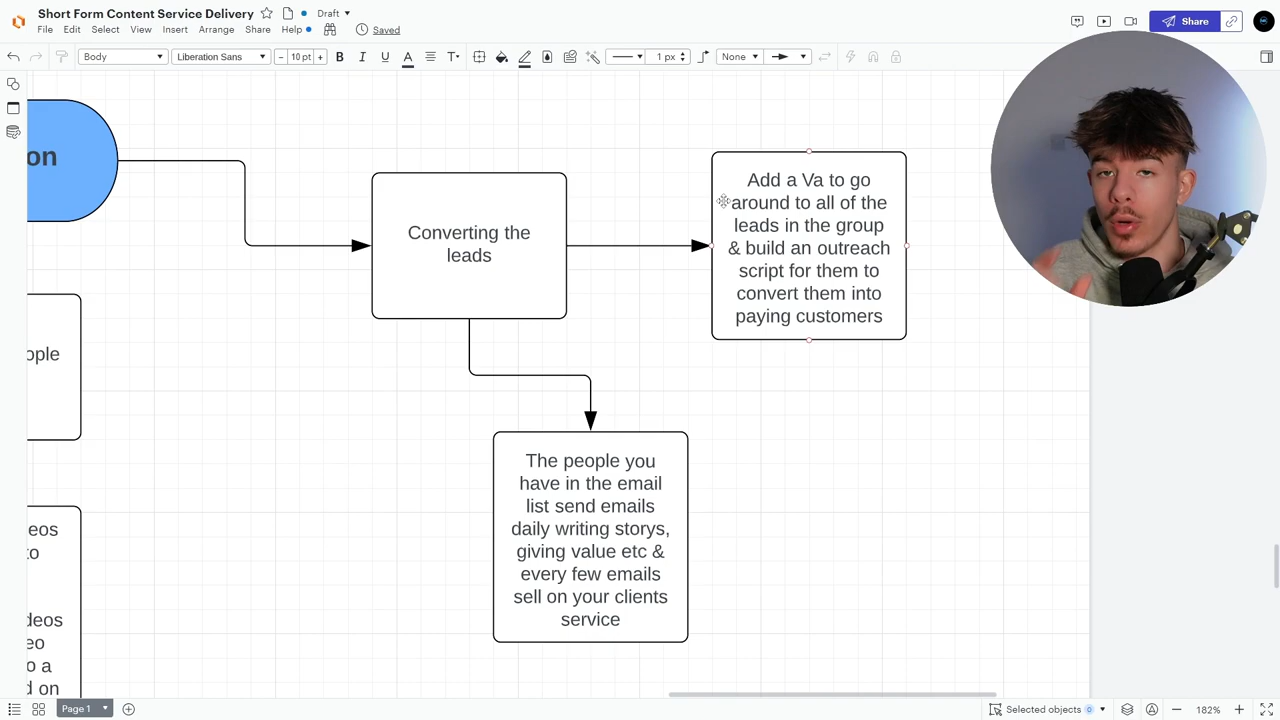 Short Form Content Service Delivery
Draft
File Edit Select View Insert Arrange Share Help
Saved
Share
Body
Liberation Sans
10 pt
B I U A
T
1 px
None
on
Converting the
leads
Add a Va to go
around to all of the
leads in the group
& build an outreach
script for them to
convert them into
paying customers
ople
The people you
have in the email
list send emails
daily writing storys,
giving value etc &
every few emails
sell on your clients
service
eos
to
deos
eo
o a
d on
Page 1
Selected objects 0
182%